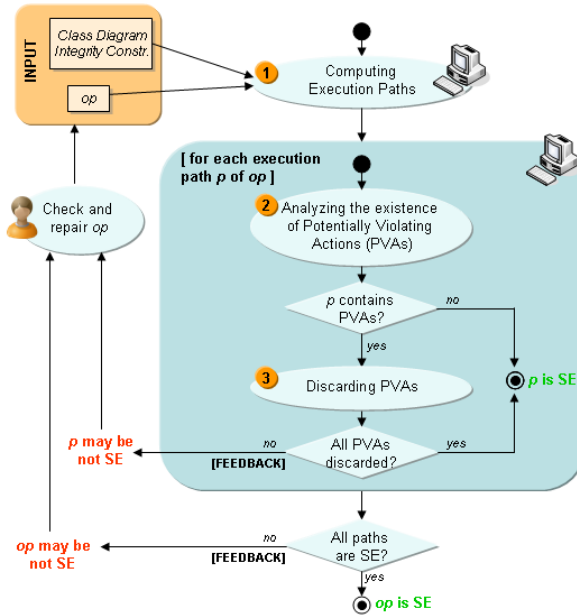 INPUT
Class Diagram
Integrity Constr.
op
1
Computing
Execution Paths
[ for each execution
path p of op ]
2
Analyzing the existence
of Potentially Violating
Actions (PVAs)
Check and
repair op
p contains
PVAs?
no
yes
p is SE
3
Discarding PVAs
All PVAs
discarded?
yes
no
[FEEDBACK]
p may be
not SE
All paths
are SE?
no
[FEEDBACK]
op may be
not SE
yes
op is SE